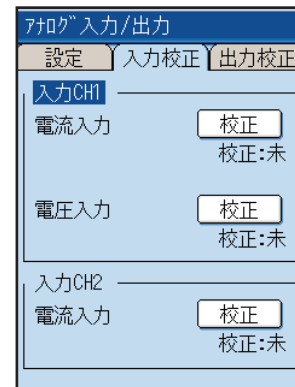 アナログ入力/出力
設定 入力校正 出力校正
入力CH1
電流入力 校正
校正:未
電圧入力 校正
校正:未
入力CH2
電流入力 校正
校正:未